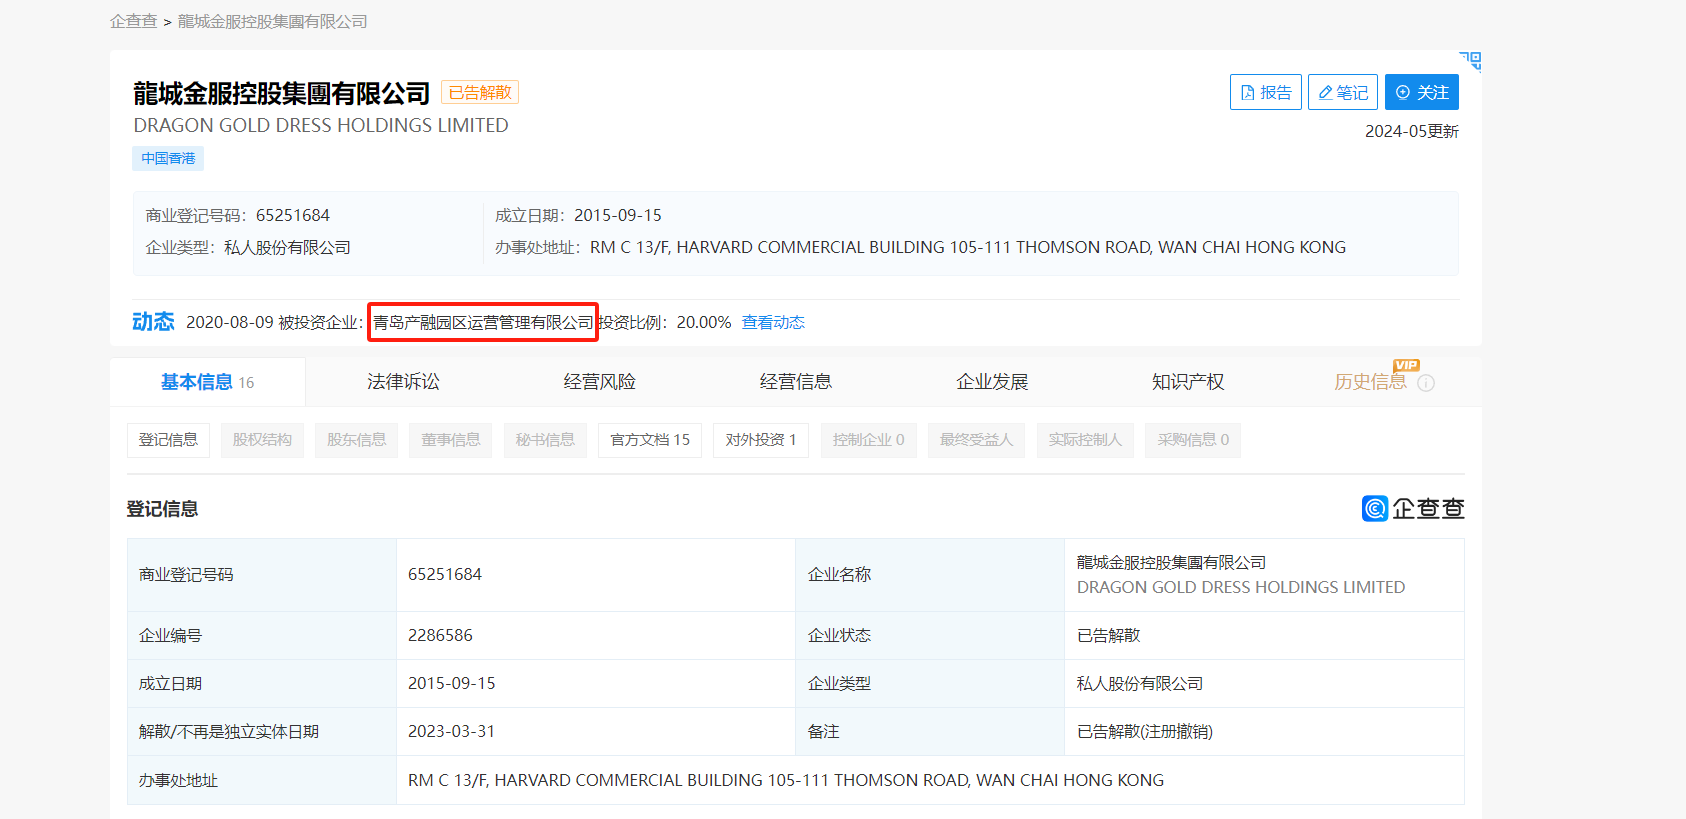 企查查 > 龍城金服控股集團有限公司
龍城金服控股集團有限公司 已告解散
报告 笔记 关注
DRAGON GOLD DRESS HOLDINGS LIMITED
2024-05更新
中国香港
商业登记号码：65251684 成立日期：2015-09-15
企业类型：私人股份有限公司 办事处地址：RM C 13/F, HARVARD COMMERCIAL BUILDING 105-111 THOMSON ROAD, WAN CHAI HONG KONG
动态 2020-08-09 被投资企业：青岛产融园区运营管理有限公司 投资比例：20.00% 查看动态
基本信息 16 法律诉讼 经营风险 经营信息 企业发展 知识产权 历史信息 VIP
登记信息 股权结构 股东信息 董事信息 秘书信息 官方文档 15 对外投资 1 控制企业 0 最终受益人 实际控制人 采购信息 0
登记信息
企查查
商业登记号码 65251684 企业名称 龍城金服控股集團有限公司
DRAGON GOLD DRESS HOLDINGS LIMITED
企业编号 2286586 企业状态 已告解散
成立日期 2015-09-15 企业类型 私人股份有限公司
解散/不再是独立实体日期 2023-03-31 备注 已告解散(注册撤销)
办事处地址 RM C 13/F, HARVARD COMMERCIAL BUILDING 105-111 THOMSON ROAD, WAN CHAI HONG KONG